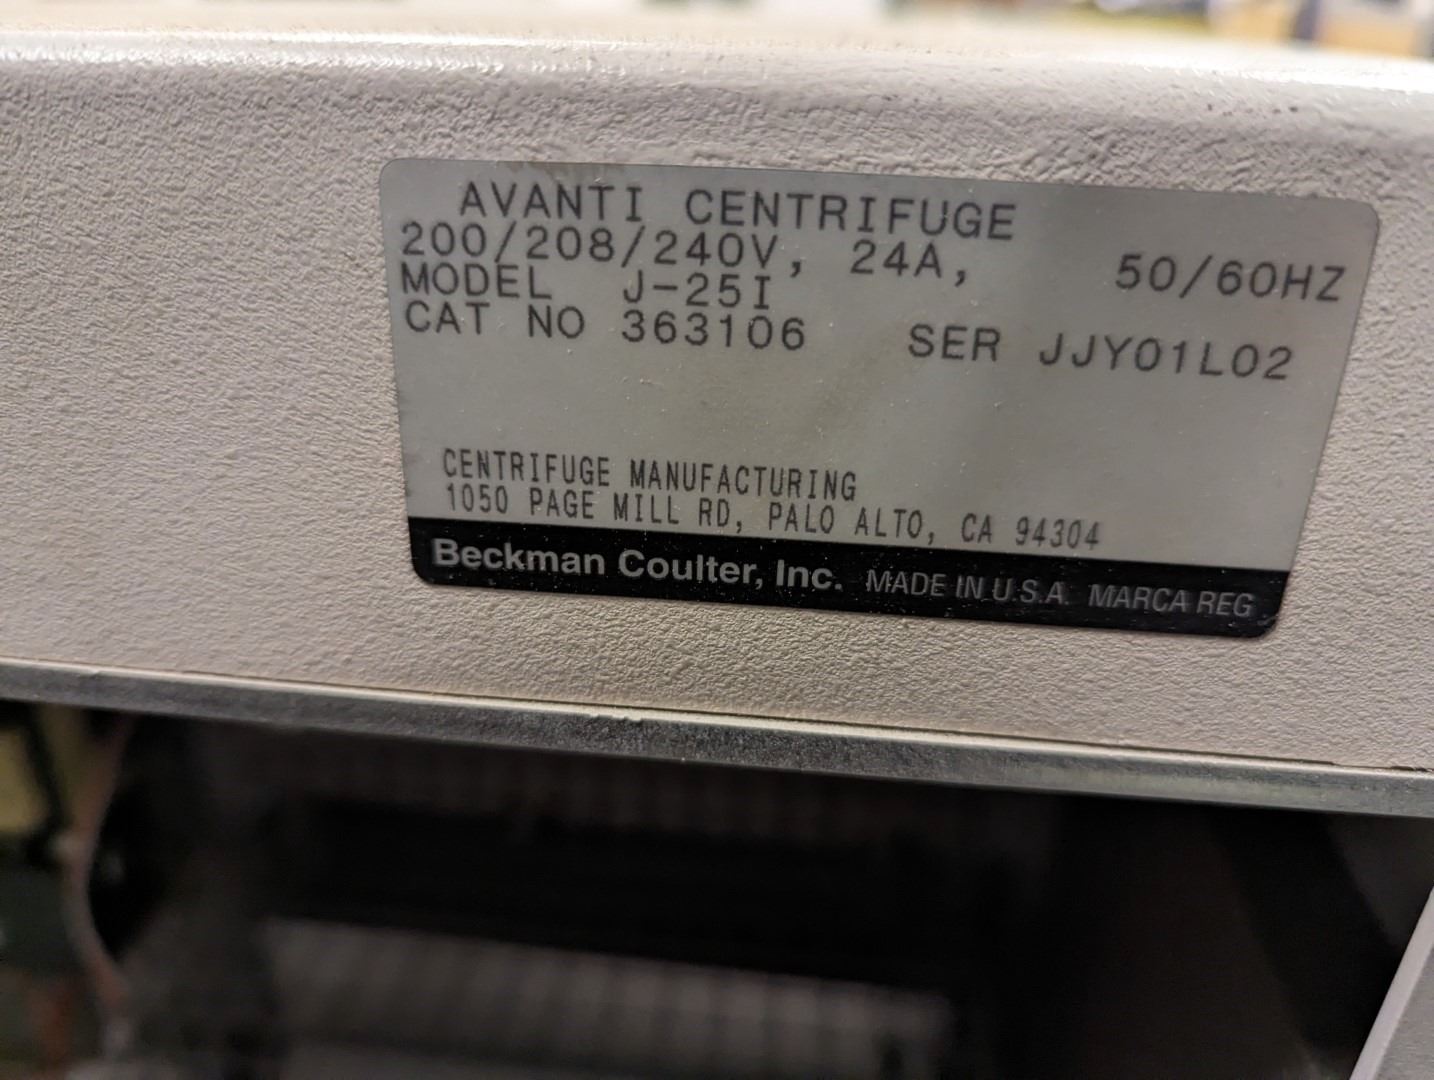 AVANTI CENTRIFUGE
200/208/240V, 24A, 50/60HZ
MODEL J-25I
CAT NO 363106 SER JJY01L02
CENTRIFUGE MANUFACTURING
1050 PAGE MILL RD, PALO ALTO, CA 94304
Beckman Coulter, Inc. MADE IN U.S.A. MARCA REG